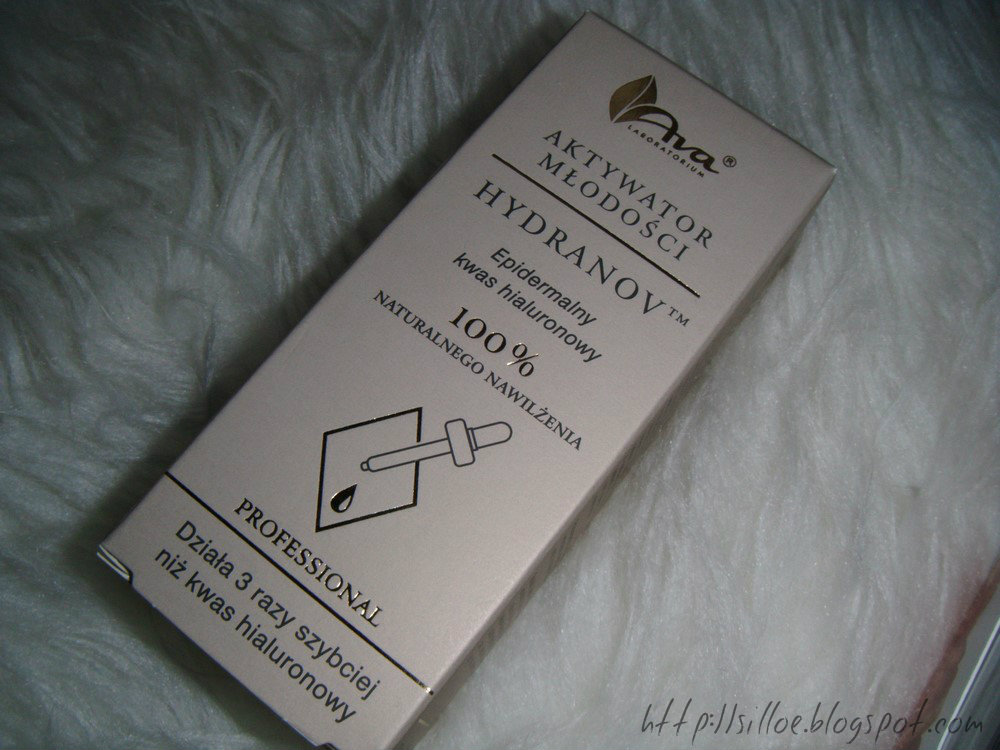 Ava®
LABORATORIUM
AKTYWATOR
MŁODOŚCI
HYDRANOV™
Epidermalny
kwas hialuronowy
100%
NATURALNEGO NAWILŻENIA
PROFESSIONAL
Działa 3 razy szybciej
niż kwas hialuronowy
http://silloe.blogspot.com